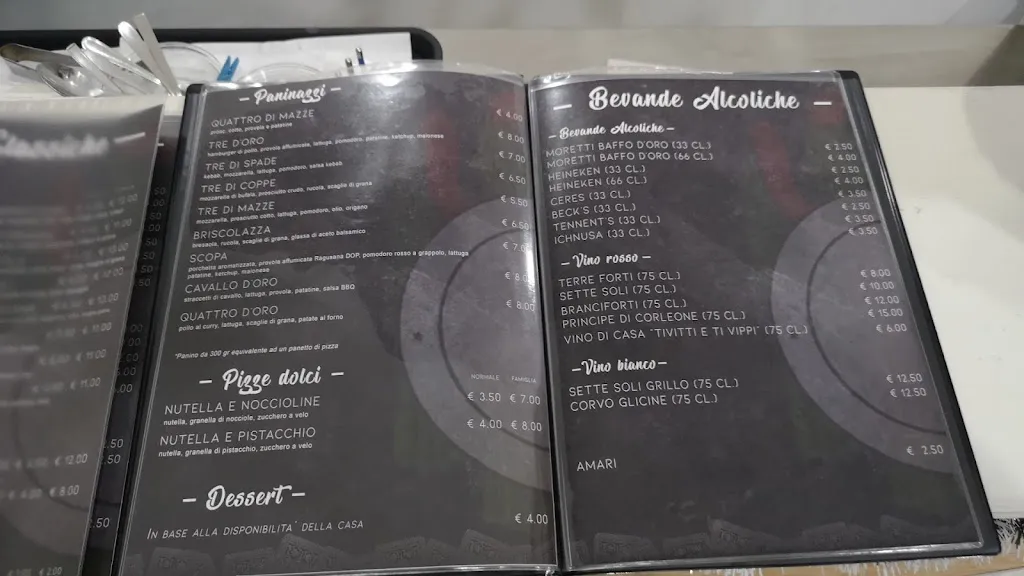 – Paninazzi –
QUATTRO DI MAZZE € 4.00
TRE D'ORO € 8.00
hamburger di pollo, provola affumicata, lattuga, pomodoro, patatine, ketchup, maionese
TRE DI SPADE € 7.00
kebab, mozzarella, lattuga, pomodoro, salsa kebab
TRE DI COPPE € 6.50
mozzarella di bufala, prosciutto crudo, rucola, scaglie di grana
TRE DI MAZZE € 5.50
mozzarella, prosciutto cotto, lattuga, pomodoro, olio, origano
BRISCOLAZZA € 6.50
bresaola, rucola, scaglie di grana, glassa di aceto balsamico
SCOPA
porchetta aromatizzata, provola affumicata Ragusana DOP, pomodoro rosso a grappolo, lattuga
patatine, ketchup, maionese
CAVALLO D'ORO
straccetti di cavallo, lattuga, provola, patatine, salsa BBQ
QUATTRO D'ORO € 8.00
pollo al curry, lattuga, scaglie di grana, patate al forno
*Panino da 300 gr equivalente ad un panetto di pizza
– Pizze dolci –
NORMALE FAMIGLIA
NUTELLA E NOCCIOLINE € 3.50 € 7.00
nutella, granella di nocciole, zucchero a velo
NUTELLA E PISTACCHIO € 4.00 € 8.00
nutella, granella di pistacchio, zucchero a velo
– Dessert –
IN BASE ALLA DISPONIBILITA´ DELLA CASA € 4.00
– Bevande Alcoliche –
– Bevande Alcoliche –
MORETTI BAFFO D'ORO (33 CL.) € 2.50
MORETTI BAFFO D'ORO (66 CL.) € 4.00
HEINEKEN (33 CL.) € 2.50
HEINEKEN (66 CL.) € 4.00
CERES (33 CL.) € 3.50
BECK'S (33 CL.) € 2.50
TENNENT'S (33 CL.) € 3.50
ICHNUSA (33 CL.) € 3.50
– Vino rosso –
TERRE FORTI (75 CL.) € 8.00
SETTE SOLI (75 CL.) € 10.00
BRANCIFORTI (75 CL.) € 12.00
PRINCIPE DI CORLEONE (75 CL.) € 15.00
VINO DI CASA "TIVITTI E TI VIPPI" (75 CL.) € 6.00
– Vino bianco –
SETTE SOLI GRILLO (75 CL.) € 12.50
CORVO GLICINE (75 CL.) € 12.50
AMARI € 2.50